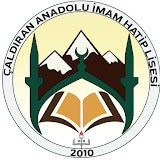 ÇALDIRAN ANADOLU İMAM HATİP LİSESİ
2010